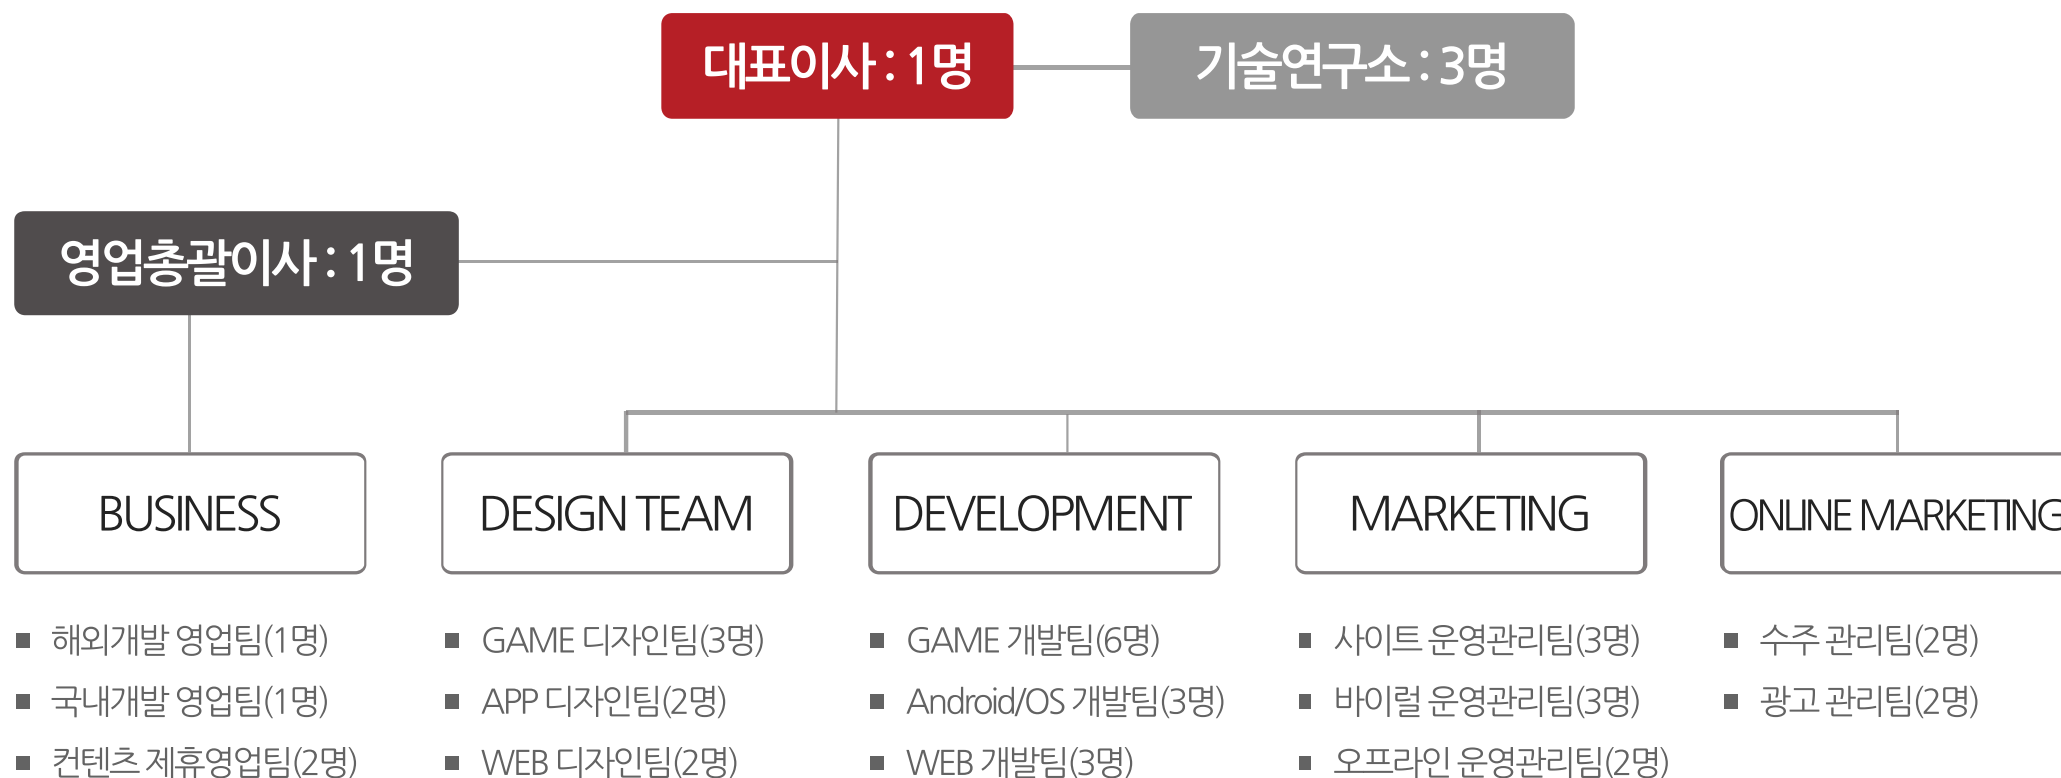 대표이사 : 1명
기술연구소 : 3명
영업총괄이사 : 1명
BUSINESS
DESIGN TEAM
DEVELOPMENT
MARKETING
ONLINE MARKETING
해외개발 영업팀(1명)
국내개발 영업팀(1명)
컨텐츠 제휴영업팀(2명)
GAME 디자인팀(3명)
APP 디자인팀(2명)
WEB 디자인팀(2명)
GAME 개발팀(6명)
Android/OS 개발팀(3명)
WEB 개발팀(3명)
사이트 운영관리팀(3명)
바이럴 운영관리팀(3명)
오프라인 운영관리팀(2명)
수주 관리팀(2명)
광고 관리팀(2명)